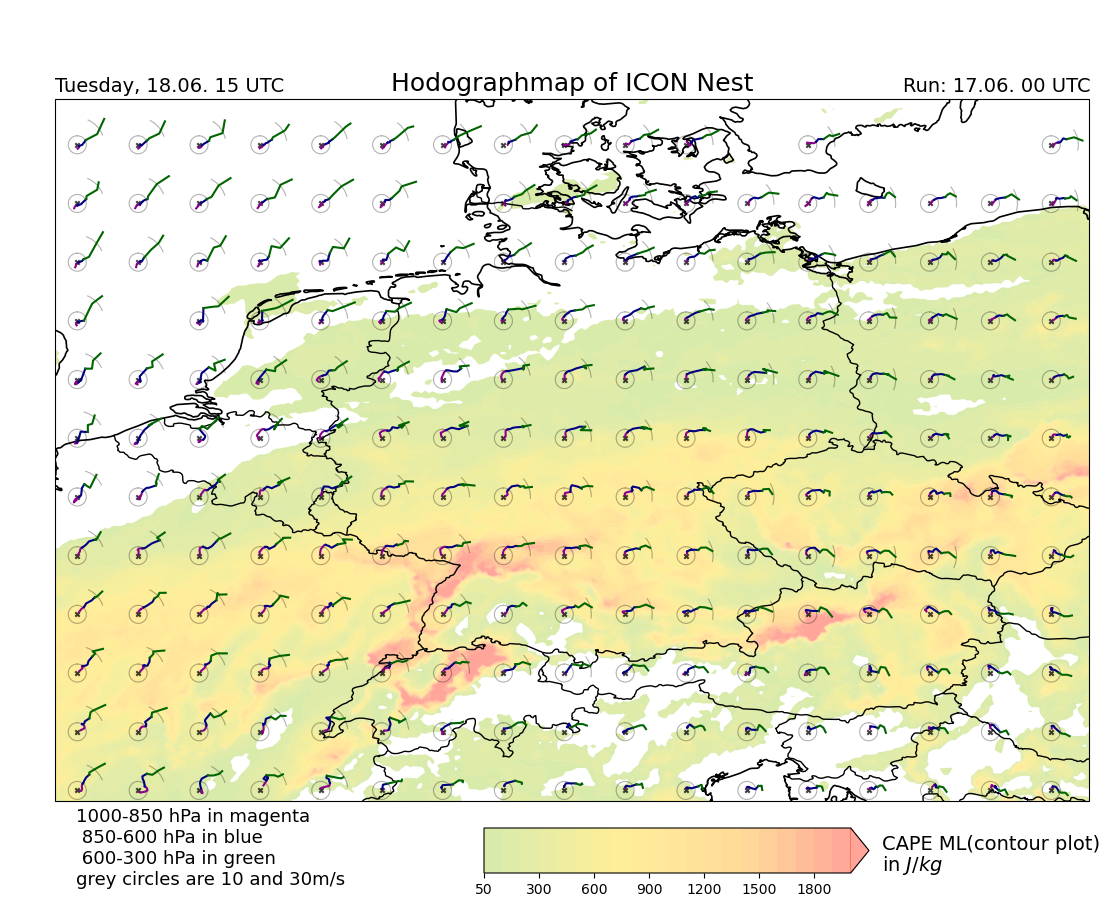 Tuesday, 18.06. 15 UTC
Hodographmap of ICON Nest
Run: 17.06. 00 UTC
1000-850 hPa in magenta
850-600 hPa in blue
600-300 hPa in green
grey circles are 10 and 30m/s
50 300 600 900 1200 1500 1800
CAPE ML(contour plot)
in J/kg